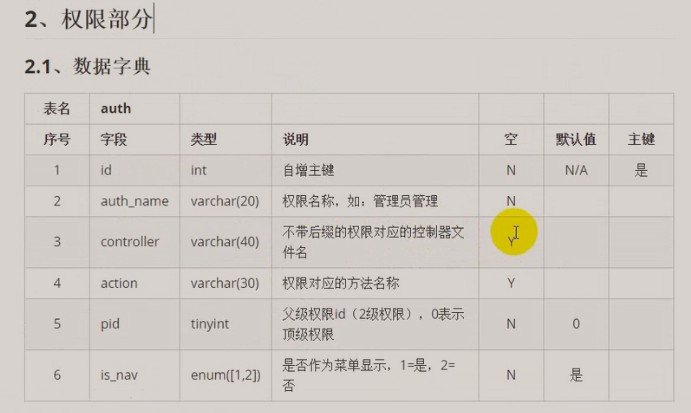 2、权限部分
2.1、数据字典
表名 auth
序号 字段 类型 说明 空 默认值 主键
1 id int 自增主键 N N/A 是
2 auth_name varchar(20) 权限名称，如：管理员管理 N
3 controller varchar(40) 不带后缀的权限对应的控制器文
件名 Y
4 action varchar(30) 权限对应的方法名称 Y
5 pid tinyint 父级权限id（2级权限），0表示
顶级权限 N 0
6 is_nav enum([1,2]) 是否作为菜单显示，1=是，2=
否 N 是